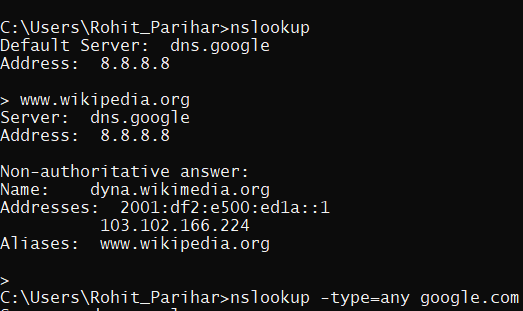 C:\Users\Rohit_Parihar>nslookup
Default Server:  dns.google
Address:  8.8.8.8
> www.wikipedia.org
Server:  dns.google
Address:  8.8.8.8
Non-authoritative answer:
Name:    dyna.wikimedia.org
Addresses:  2001:df2:e500:ed1a::1
          103.102.166.224
Aliases:  www.wikipedia.org
>
C:\Users\Rohit_Parihar>nslookup -type=any google.com